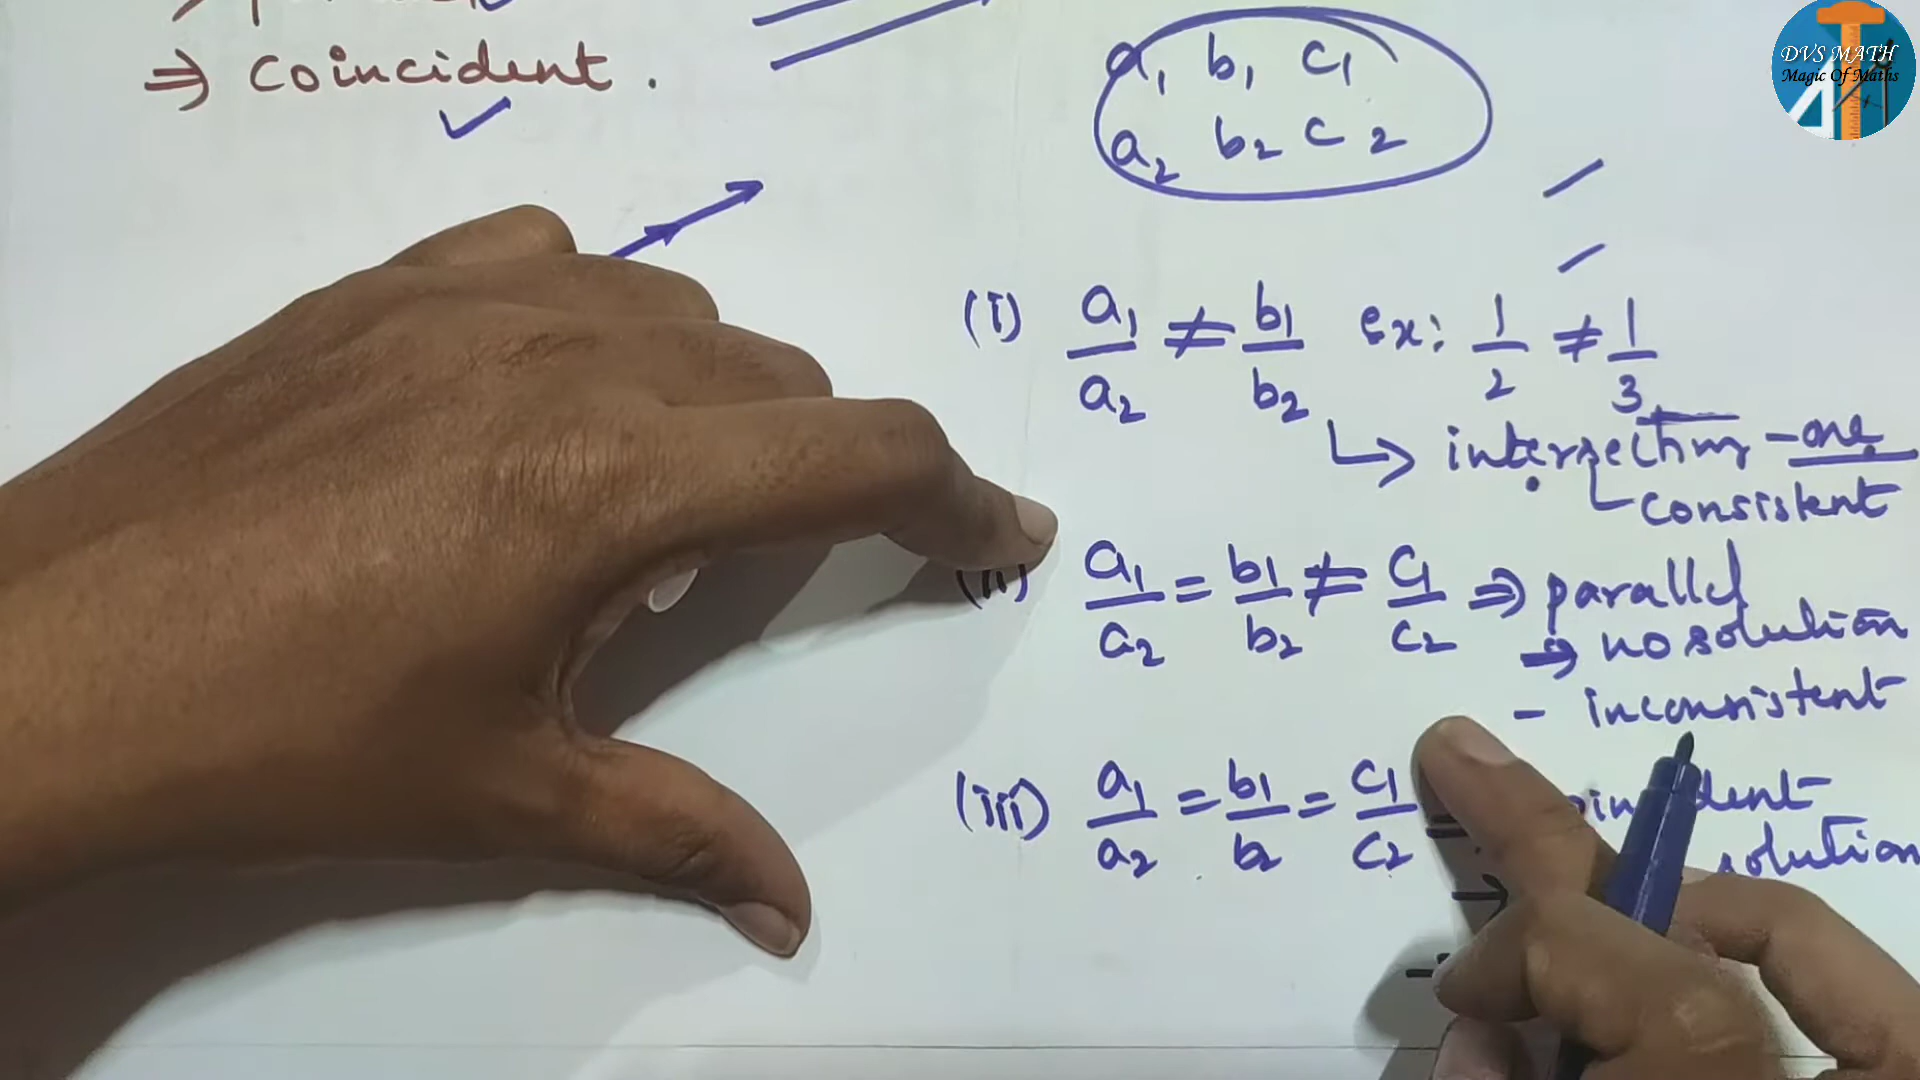 ⇒ coincident.
a₁ b₁ c₁
a₂ b₂ c₂
(i) a₁/a₂ ≠ b₁/b₂ ex: 1/2 ≠ 1/3
↳ intersecting - one
consistent
(ii) a₁/a₂ = b₁/b₂ ≠ c₁/c₂ ⇒ parallel
⇒ no solution
- inconsistent
(iii) a₁/a₂ = b₁/b₂ = c₁/c₂
solution
DVS MATH
Magic Of Maths